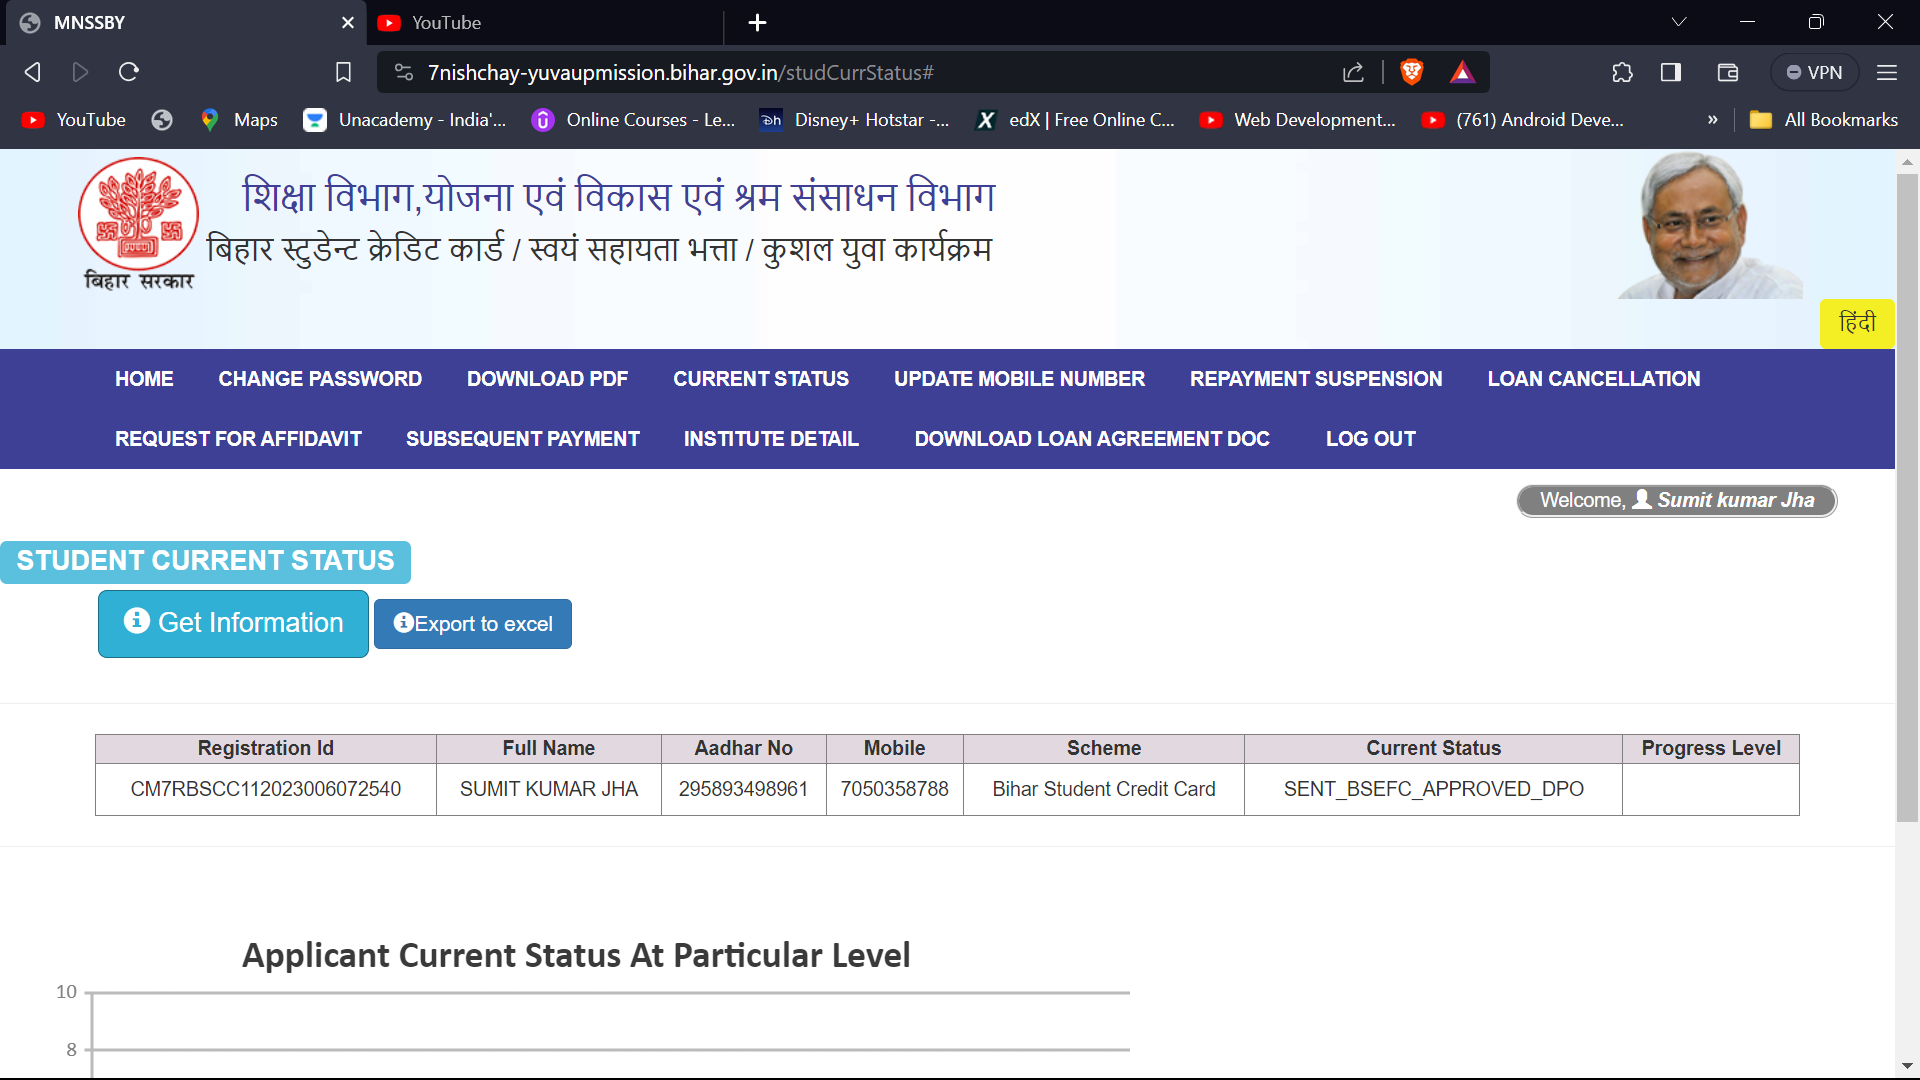 MNSSBY
YouTube
7nishchay-yuvaupmission.bihar.gov.in/studCurrStatus#
VPN
YouTube
Maps
Unacademy - India'...
Online Courses - Le...
Disney+ Hotstar -...
edX | Free Online C...
Web Development...
(761) Android Deve...
»
All Bookmarks
शिक्षा विभाग,योजना एवं विकास एवं श्रम संसाधन विभाग
बिहार स्टुडेन्ट क्रेडिट कार्ड / स्वयं सहायता भत्ता / कुशल युवा कार्यक्रम
बिहार सरकार
हिंदी
HOME CHANGE PASSWORD DOWNLOAD PDF CURRENT STATUS UPDATE MOBILE NUMBER REPAYMENT SUSPENSION LOAN CANCELLATION
REQUEST FOR AFFIDAVIT SUBSEQUENT PAYMENT INSTITUTE DETAIL DOWNLOAD LOAN AGREEMENT DOC LOG OUT
Welcome, Sumit kumar Jha
STUDENT CURRENT STATUS
Get Information
Export to excel
Registration Id Full Name Aadhar No Mobile Scheme Current Status Progress Level
CM7RBSCC112023006072540 SUMIT KUMAR JHA 295893498961 7050358788 Bihar Student Credit Card SENT_BSEFC_APPROVED_DPO
Applicant Current Status At Particular Level
10
8